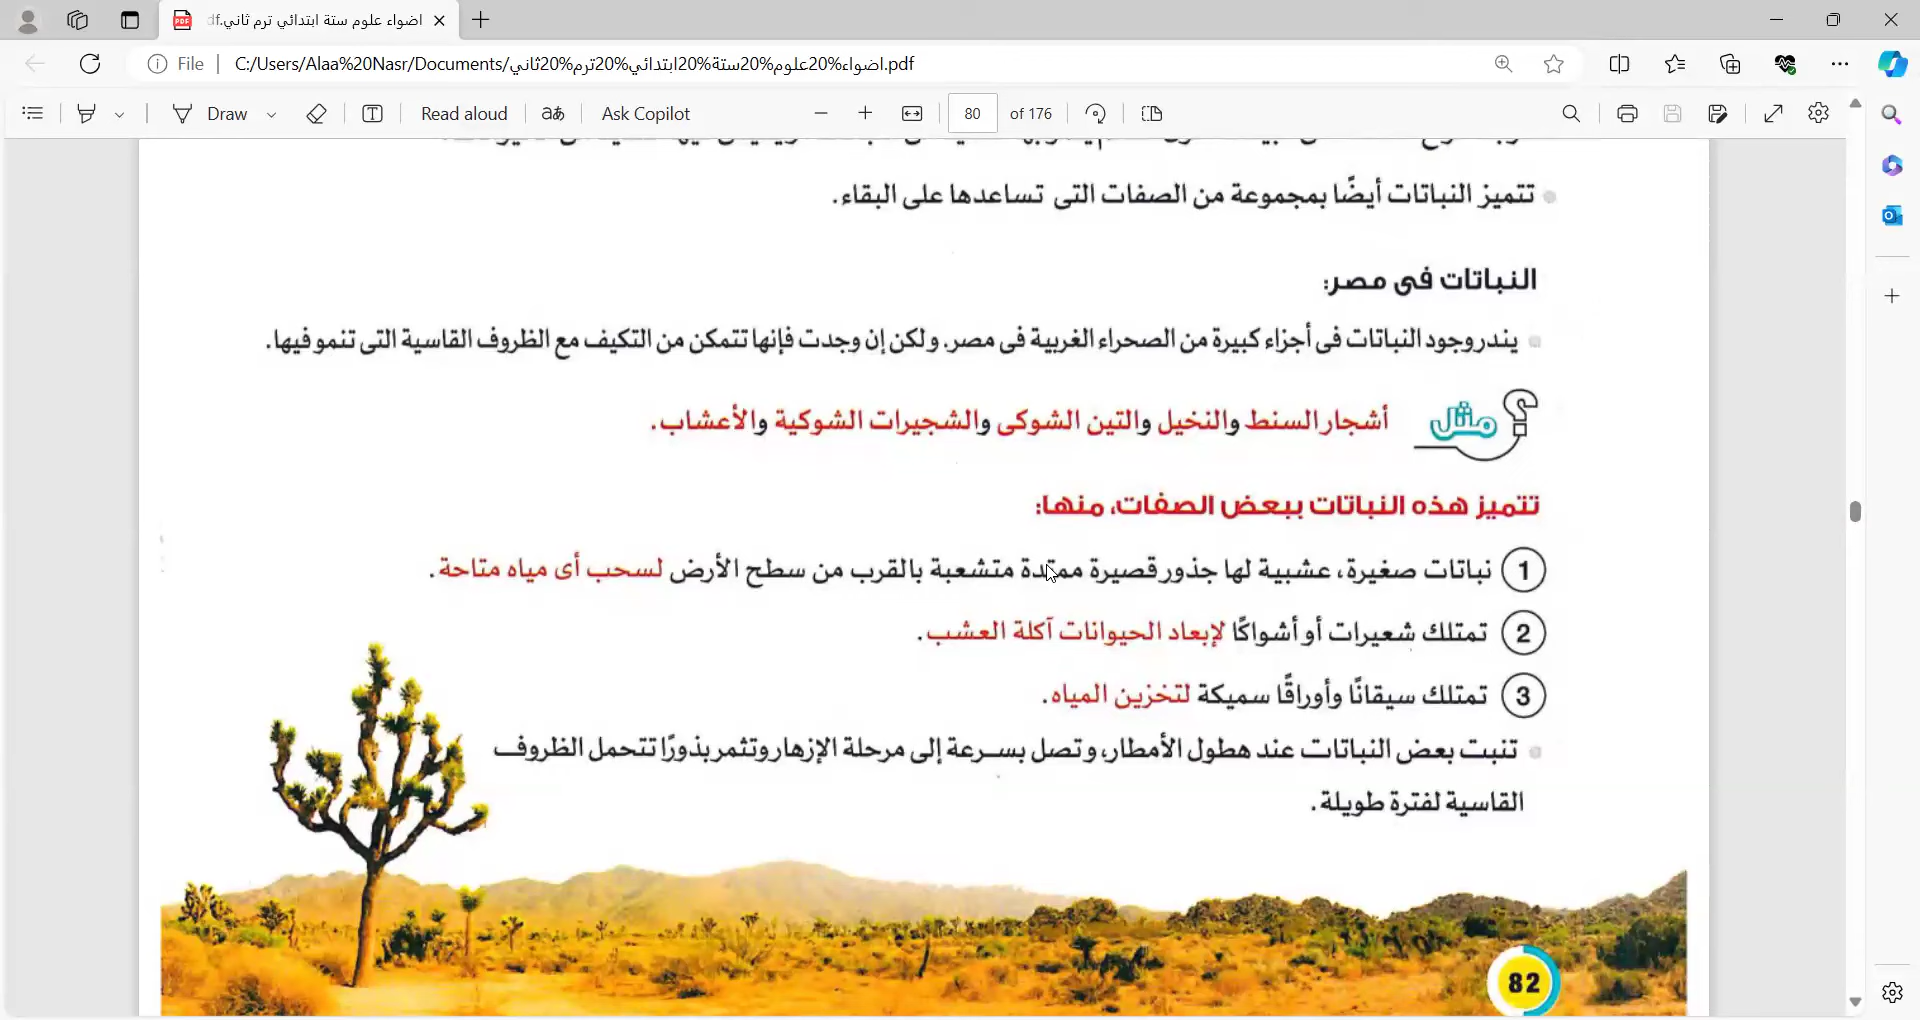 اضواء علوم ستة ابتدائي ترم ثاني.df
File
C:/Users/Alaa%20Nasr/Documents/اضواء%20علوم%20ستة%20ابتدائي%20ترم%20ثاني.pdf
Draw
Read aloud
aあ
Ask Copilot
80
of 176
تتميز النباتات أيضًا بمجموعة من الصفات التى تساعدها على البقاء.
النباتات فى مصر:
يندر وجود النباتات فى أجزاء كبيرة من الصحراء الغربية فى مصر. ولكن إن وجدت فإنها تتمكن من التكيف مع الظروف القاسية التى تنمو فيها.
مثل
أشجار السنط والنخيل والتين الشوكى والشجيرات الشوكية والأعشاب.
تتميز هذه النباتات ببعض الصفات، منها:
1 نباتات صغيرة، عشبية لها جذور قصيرة ممتدة متشعبة بالقرب من سطح الأرض لسحب أى مياه متاحة.
2 تمتلك شعيرات أو أشواكًا لإبعاد الحيوانات آكلة العشب.
3 تمتلك سيقانًا وأوراقًا سميكة لتخزين المياه.
تنبت بعض النباتات عند هطول الأمطار، وتصل بسرعة إلى مرحلة الإزهار وتثمر بذورًا تتحمل الظروف
القاسية لفترة طويلة.
82